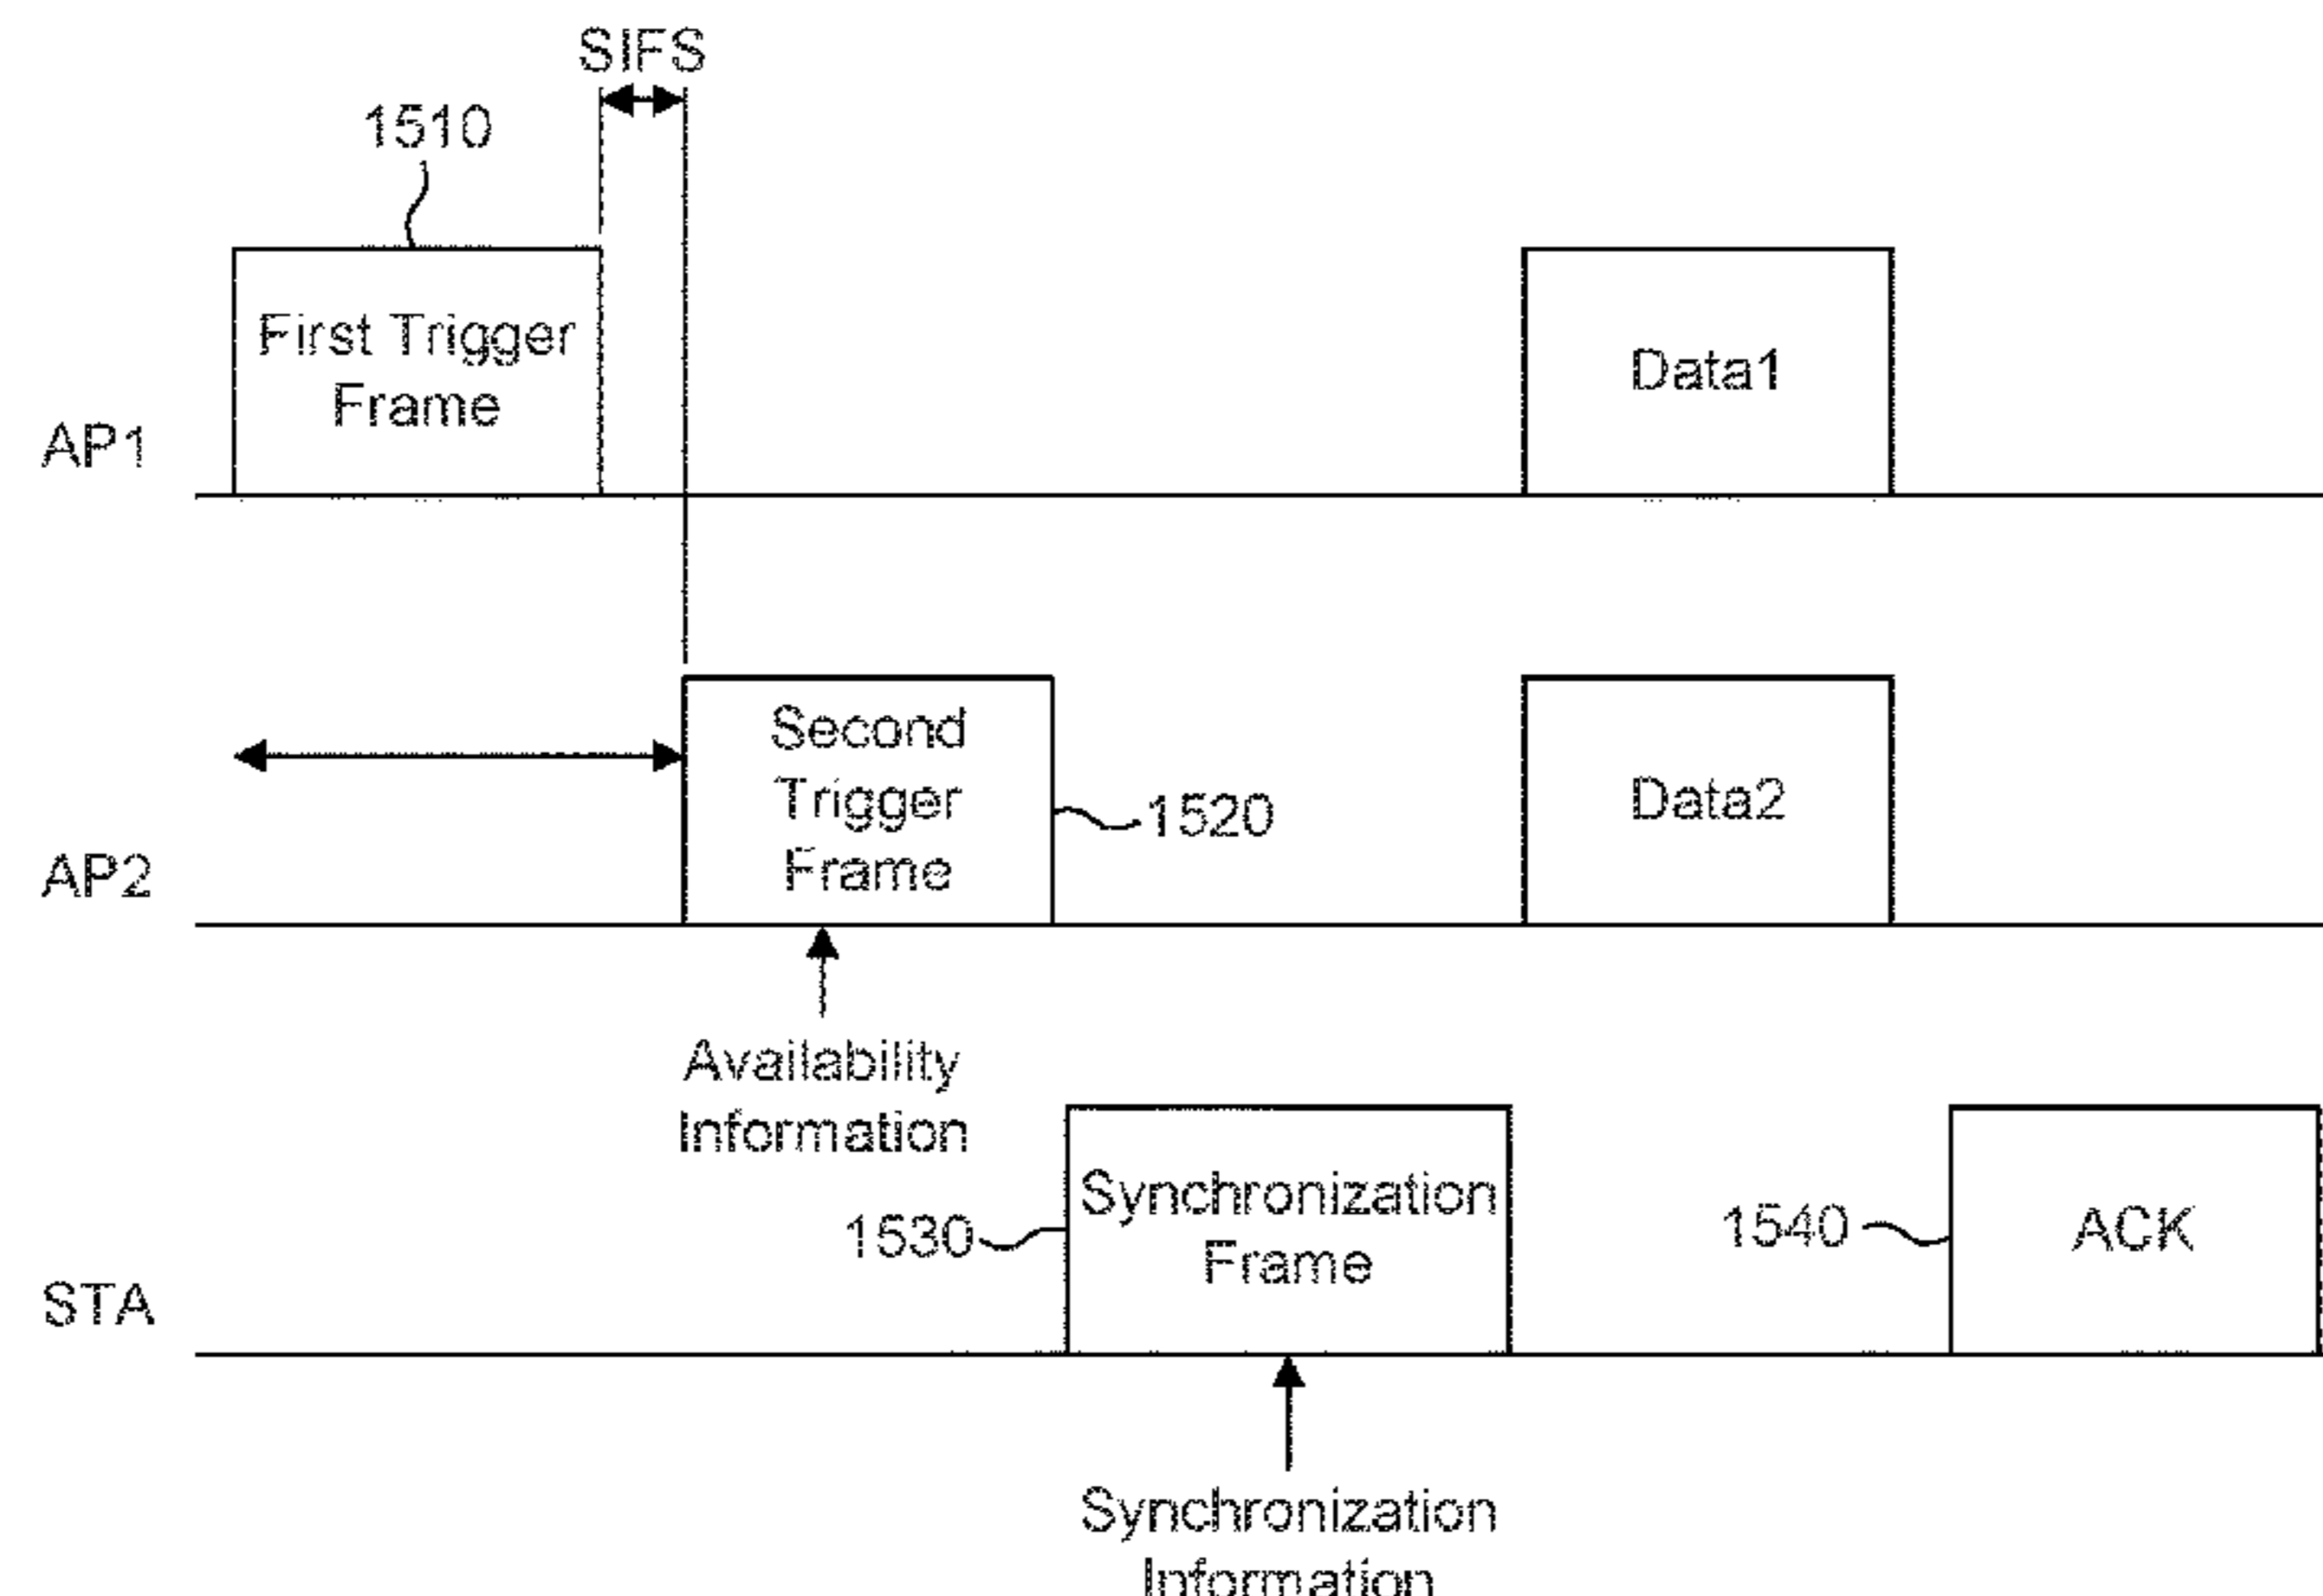 SIFS
1510
First Trigger
Frame
Data1
AP1
Second
Trigger
Frame
1520
Data2
AP2
Availability
Information
Synchronization
Frame
1530
1540
ACK
STA
Synchronization
Information